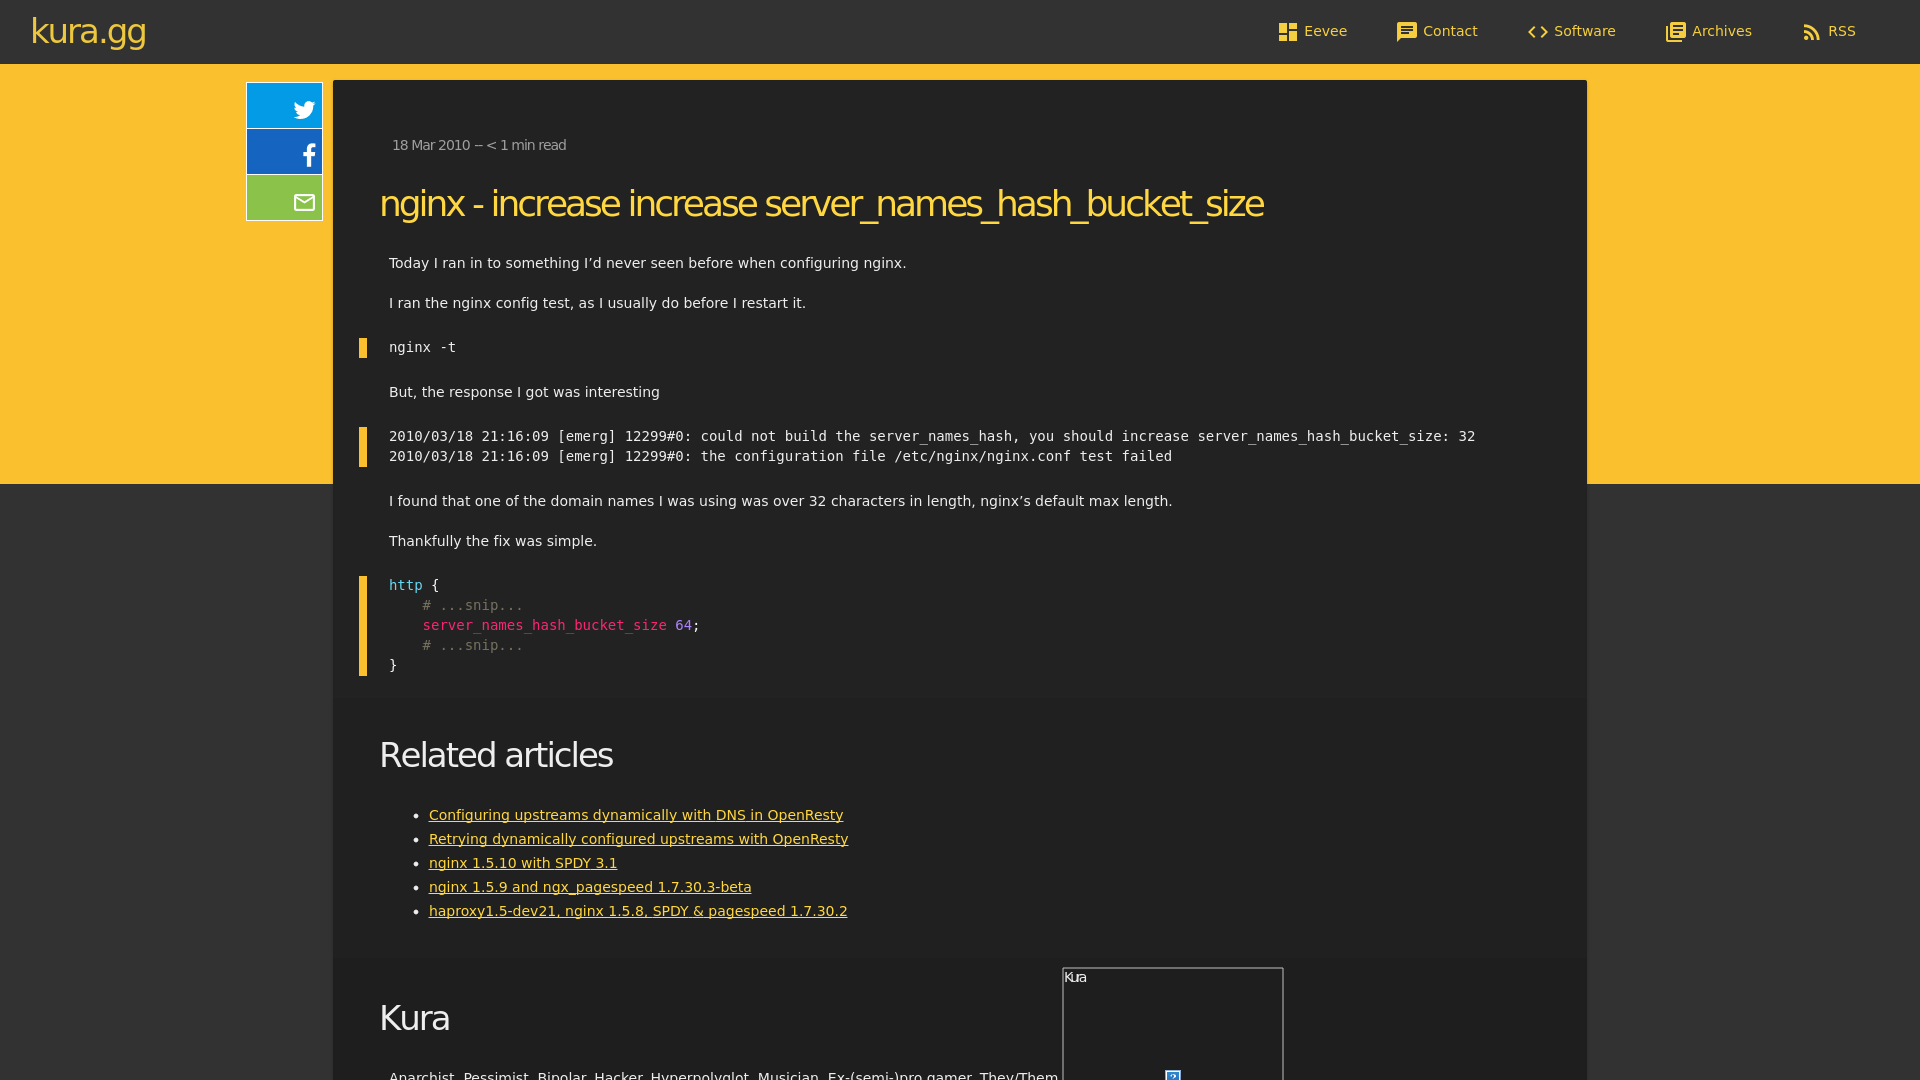 kura.gg
Eevee
Contact
Software
Archives
RSS
18 Mar 2010 -- < 1 min read
nginx - increase increase server_names_hash_bucket_size
Today I ran in to something I’d never seen before when configuring nginx.
I ran the nginx config test, as I usually do before I restart it.
nginx -t
But, the response I got was interesting
2010/03/18 21:16:09 [emerg] 12299#0: could not build the server_names_hash, you should increase server_names_hash_bucket_size: 32
2010/03/18 21:16:09 [emerg] 12299#0: the configuration file /etc/nginx/nginx.conf test failed
I found that one of the domain names I was using was over 32 characters in length, nginx’s default max length.
Thankfully the fix was simple.
http {
    # ...snip...
    server_names_hash_bucket_size 64;
    # ...snip...
}
Related articles
• Configuring upstreams dynamically with DNS in OpenResty
• Retrying dynamically configured upstreams with OpenResty
• nginx 1.5.10 with SPDY 3.1
• nginx 1.5.9 and ngx_pagespeed 1.7.30.3-beta
• haproxy1.5-dev21, nginx 1.5.8, SPDY & pagespeed 1.7.30.2
Kura
Kura
Anarchist. Pessimist. Bipolar. Hacker. Hyperpolyglot. Musician. Ex-(semi-)pro gamer. They/Them.